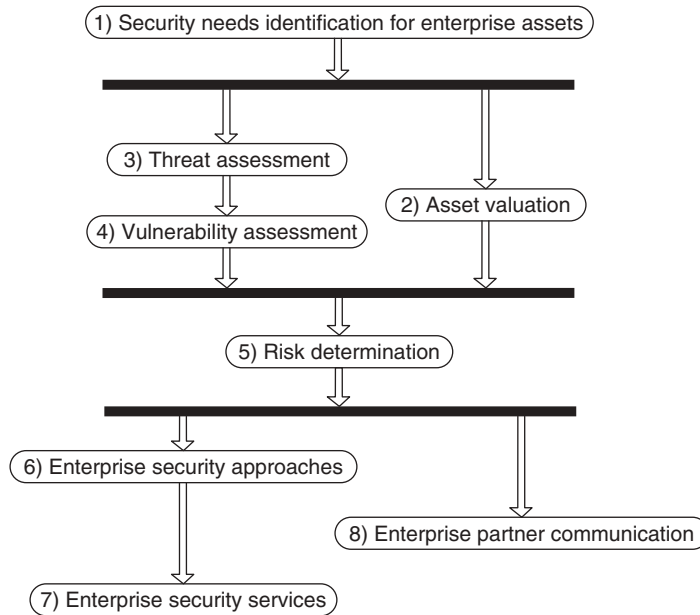 1) Security needs identification for enterprise assets
3) Threat assessment
2) Asset valuation
4) Vulnerability assessment
5) Risk determination
6) Enterprise security approaches
8) Enterprise partner communication
7) Enterprise security services